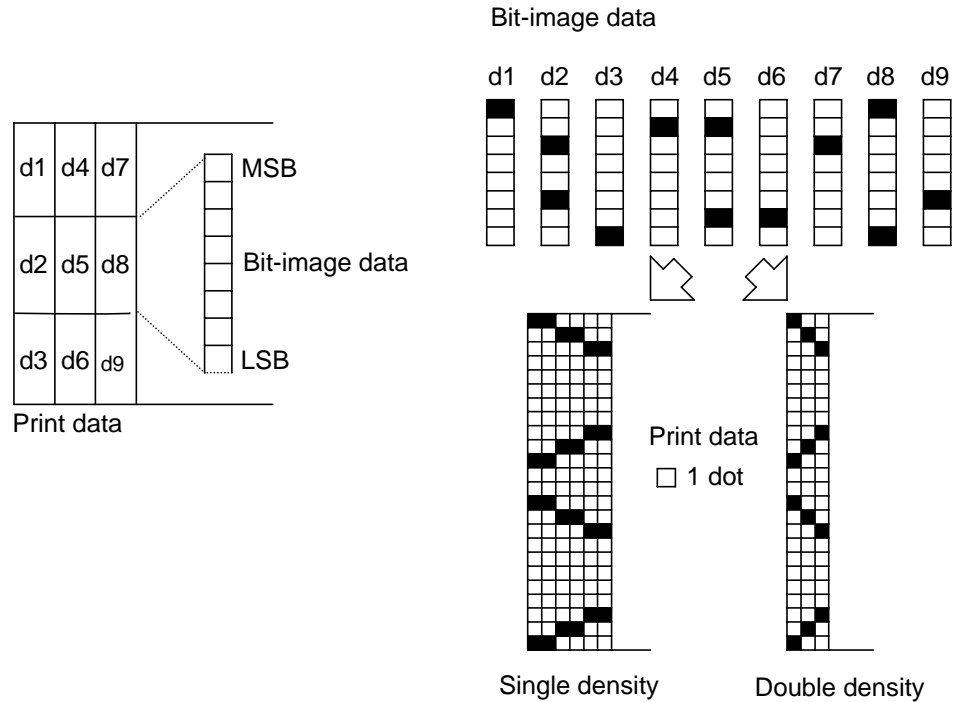 Bit-image data
d1 d2 d3 d4 d5 d6 d7 d8 d9
d1 d4 d7
d2 d5 d8
d3 d6 d9
MSB
Bit-image data
LSB
Print data
Print data
1 dot
Single density
Double density